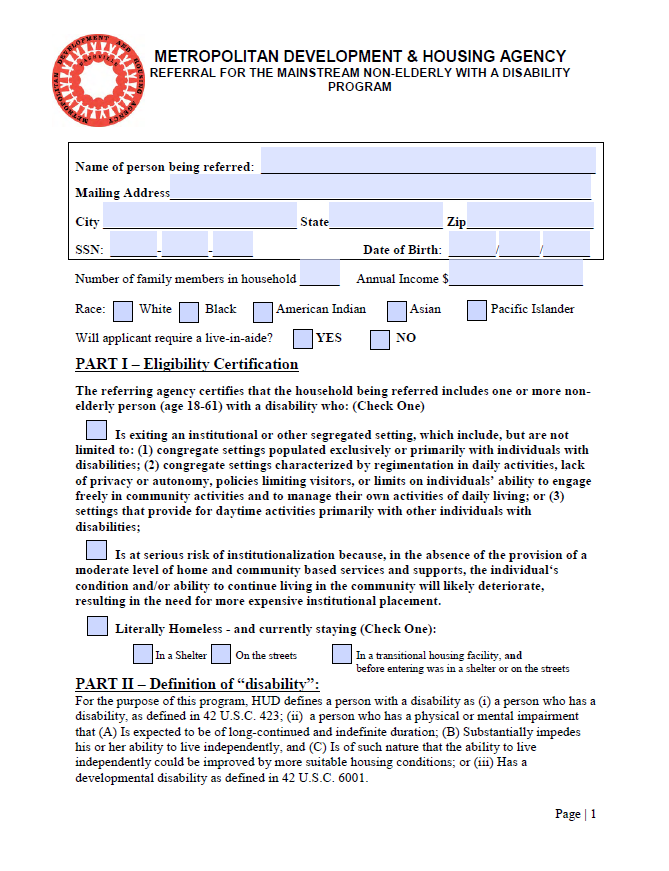 METROPOLITAN DEVELOPMENT AND HOUSING AGENCY
NASHVILLE
METROPOLITAN DEVELOPMENT & HOUSING AGENCY
REFERRAL FOR THE MAINSTREAM NON-ELDERLY WITH A DISABILITY
PROGRAM
Name of person being referred:
Mailing Address
City State Zip
SSN: - - Date of Birth: / /
Number of family members in household Annual Income $
Race: White Black American Indian Asian Pacific Islander
Will applicant require a live-in-aide? YES NO
PART I – Eligibility Certification
The referring agency certifies that the household being referred includes one or more non-
elderly person (age 18-61) with a disability who: (Check One)
Is exiting an institutional or other segregated setting, which include, but are not
limited to: (1) congregate settings populated exclusively or primarily with individuals with
disabilities; (2) congregate settings characterized by regimentation in daily activities, lack
of privacy or autonomy, policies limiting visitors, or limits on individuals' ability to engage
freely in community activities and to manage their own activities of daily living; or (3)
settings that provide for daytime activities primarily with other individuals with
disabilities;
Is at serious risk of institutionalization because, in the absence of the provision of a
moderate level of home and community based services and supports, the individual's
condition and/or ability to continue living in the community will likely deteriorate,
resulting in the need for more expensive institutional placement.
Literally Homeless - and currently staying (Check One):
In a Shelter On the streets In a transitional housing facility, and
before entering was in a shelter or on the streets
PART II – Definition of “disability”:
For the purpose of this program, HUD defines a person with a disability as (i) a person who has a
disability, as defined in 42 U.S.C. 423; (ii) a person who has a physical or mental impairment
that (A) Is expected to be of long-continued and indefinite duration; (B) Substantially impedes
his or her ability to live independently, and (C) Is of such nature that the ability to live
independently could be improved by more suitable housing conditions; or (iii) Has a
developmental disability as defined in 42 U.S.C. 6001.
Page | 1